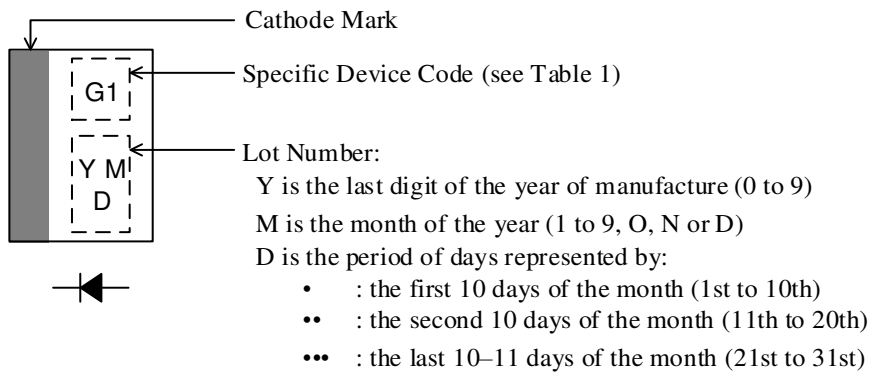 Cathode Mark
Specific Device Code (see Table 1)
G1
Lot Number:
Y M
D
Y is the last digit of the year of manufacture (0 to 9)
M is the month of the year (1 to 9, O, N or D)
D is the period of days represented by:
• : the first 10 days of the month (1st to 10th)
•• : the second 10 days of the month (11th to 20th)
••• : the last 10–11 days of the month (21st to 31st)